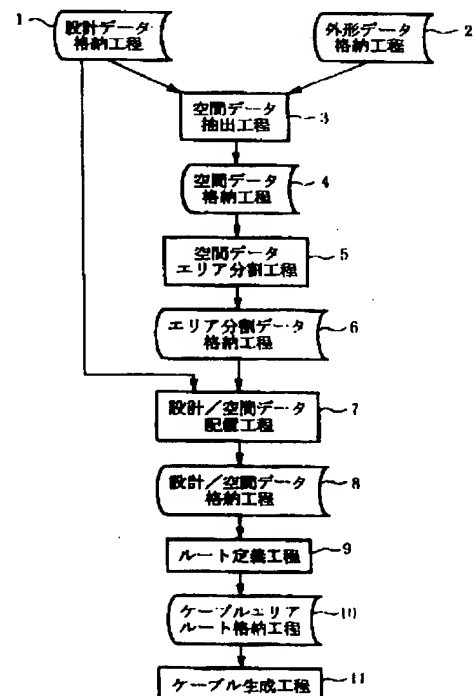 1
設計データ
格納工程
外形データ
格納工程
2
空間データ
抽出工程
3
空間データ
格納工程
4
空間データ
エリア分割工程
5
エリア分割データ
格納工程
6
設計／空間データ
配置工程
7
設計／空間データ
格納工程
8
ルート定義工程
9
ケーブルエリア
ルート格納工程
10
ケーブル生成工程
11